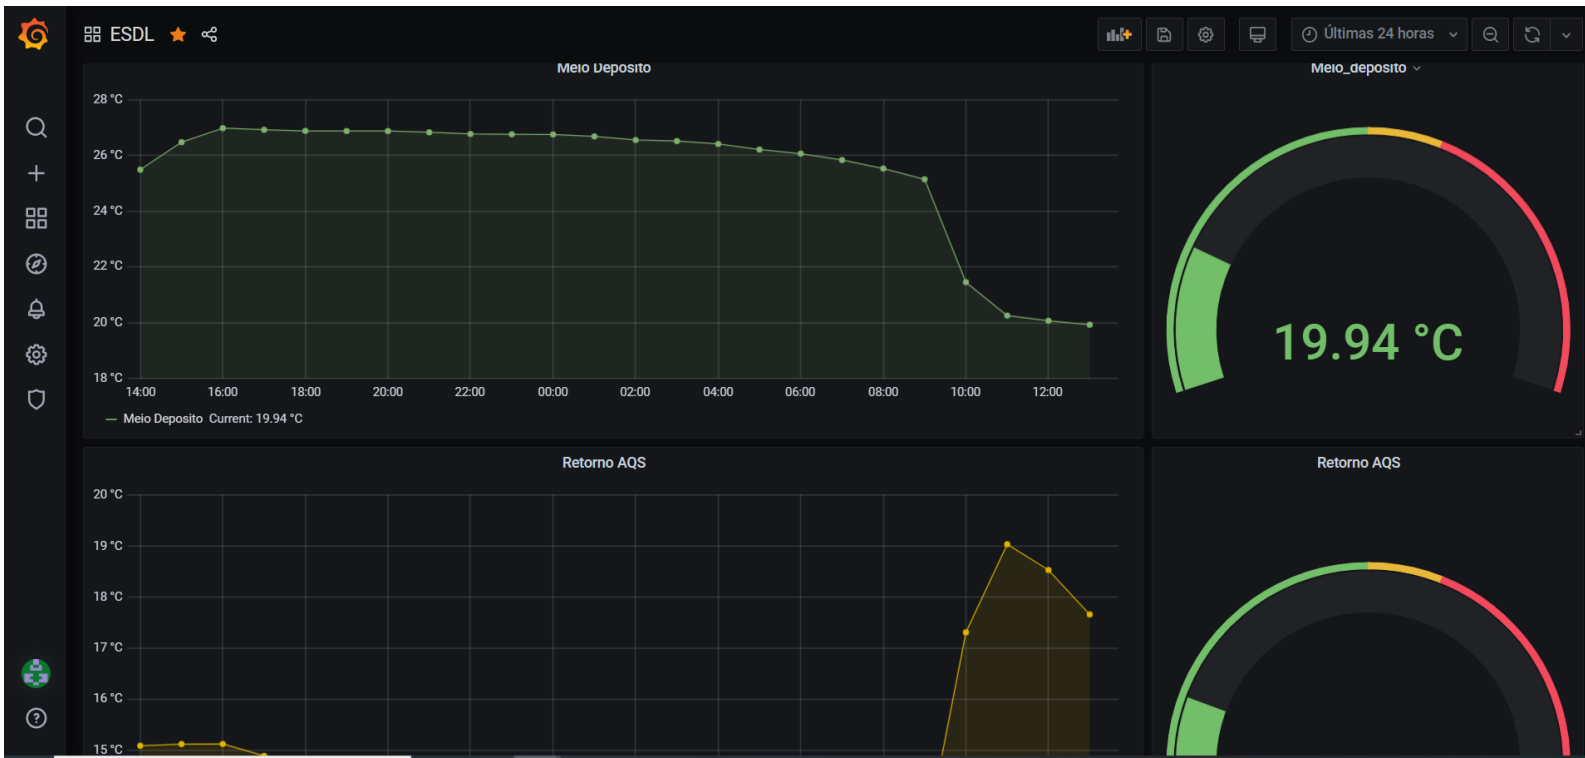 ESDL
Últimas 24 horas
Meio Deposito
28 °C
26 °C
24 °C
22 °C
20 °C
18 °C
14:00 16:00 18:00 20:00 22:00 00:00 02:00 04:00 06:00 08:00 10:00 12:00
Meio Deposito Current: 19.94 °C
Meio_deposito
19.94 °C
Retorno AQS
20 °C
19 °C
18 °C
17 °C
16 °C
15 °C
Retorno AQS